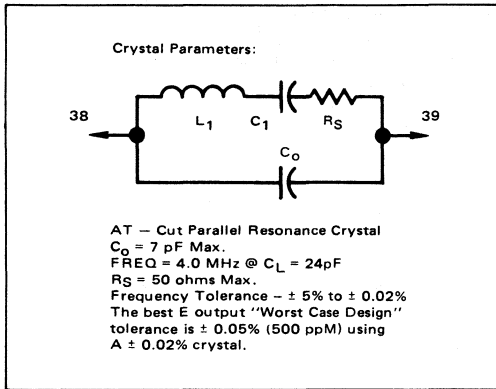 Crystal Parameters:
38
39
L1
C1
RS
Co
AT – Cut Parallel Resonance Crystal
Co = 7 pF Max.
FREQ = 4.0 MHz @ CL = 24pF
RS = 50 ohms Max.
Frequency Tolerance – ± 5% to ± 0.02%
The best E output "Worst Case Design"
tolerance is ± 0.05% (500 ppM) using
A ± 0.02% crystal.